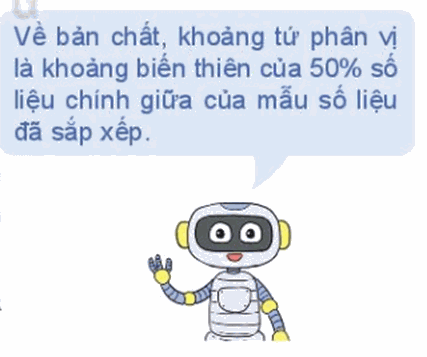 Về bản chất, khoảng tứ phân vị
là khoảng biến thiên của 50% số
liệu chính giữa của mẫu số liệu
đã sắp xếp.